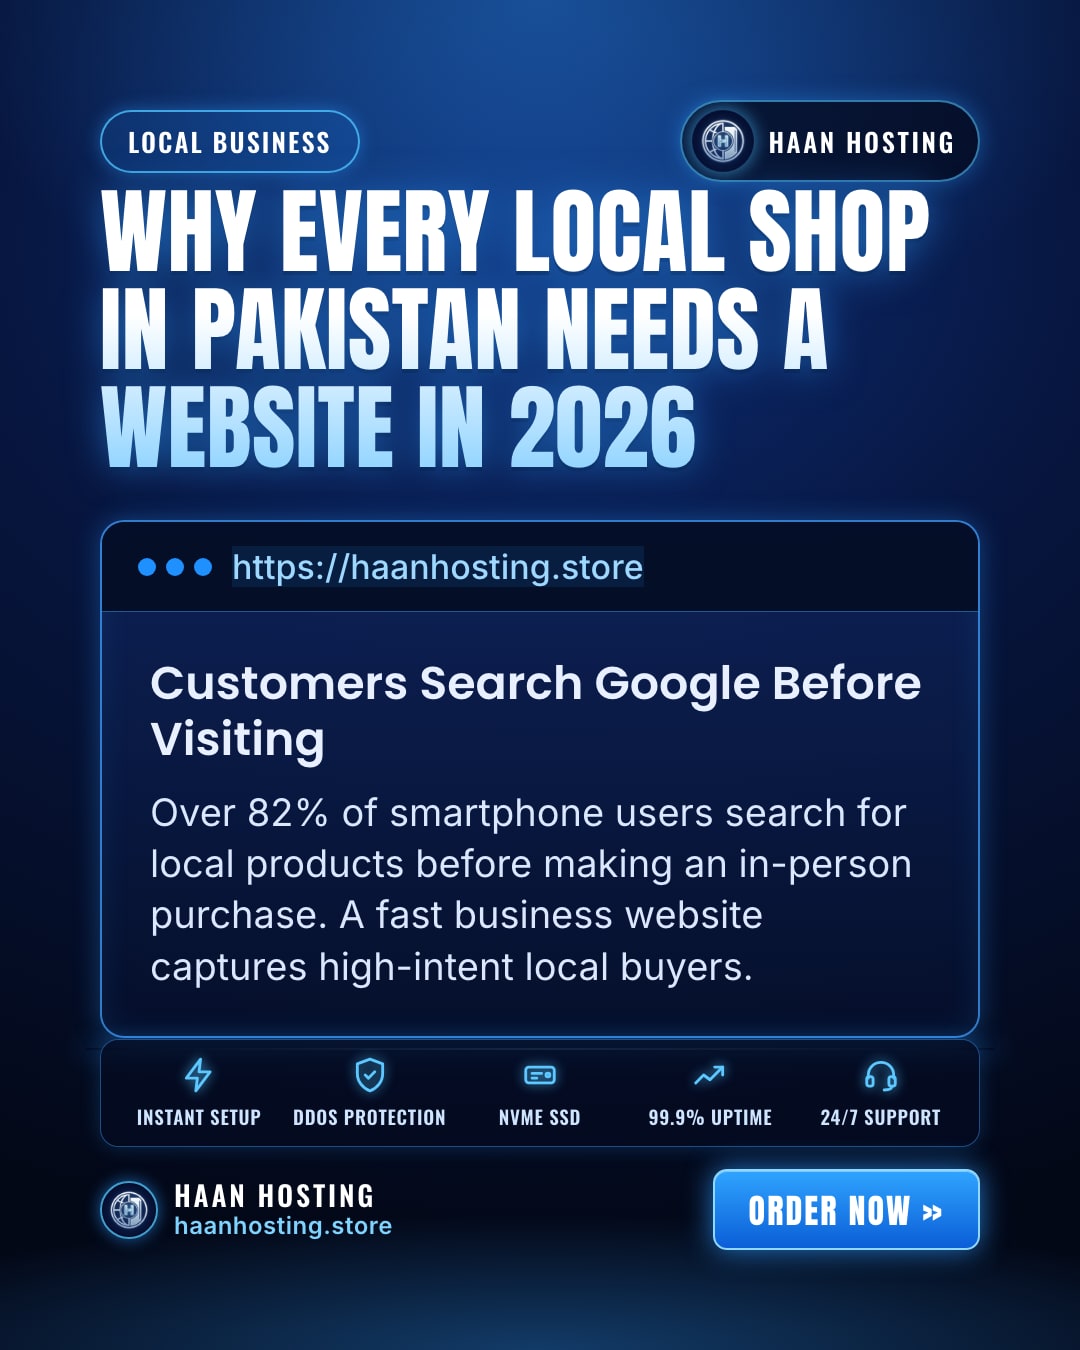 LOCAL BUSINESS
HAAN HOSTING
WHY EVERY LOCAL SHOP
IN PAKISTAN NEEDS A
WEBSITE IN 2026
https://haanhosting.store
Customers Search Google Before
Visiting
Over 82% of smartphone users search for
local products before making an in-person
purchase. A fast business website
captures high-intent local buyers.
INSTANT SETUP
DDOS PROTECTION
NVME SSD
99.9% UPTIME
24/7 SUPPORT
HAAN HOSTING
haanhosting.store
ORDER NOW »